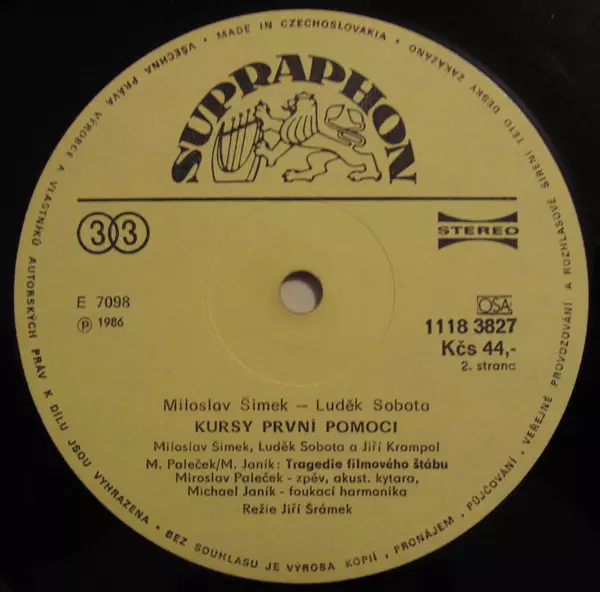 VŠECHNA PRÁVA VÝROBCE A VLASTNÍKŮ AUTORSKÝCH PRÁV K DÍLU JSOU VYHRAZENA • BEZ SOUHLASU JE VÝROBA KOPIÍ, PRONÁJEM, PŮJČOVÁNÍ, VEŘEJNÉ PROVOZOVÁNÍ A ROZHLASOVÉ ŠÍŘENÍ TÉTO DESKY ZAKÁZÁNO • MADE IN CZECHOSLOVAKIA •
SUPRAPHON
33
STEREO
E 7098
℗ 1986
OSA
1118 3827
Kčs 44,-
2. stranc
Miloslav Šimek – Luděk Sobota
KURSY PRVNÍ POMOCI
Miloslav Šimek, Luděk Sobota a Jiří Krampol
M. Paleček/M. Janík: Tragedie filmového štábu
Miroslav Paleček - zpěv, akust. kytara,
Michael Janík - foukací harmonika
Režie Jiří Šrámek